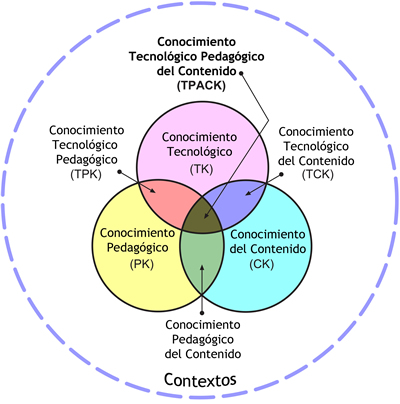 Conocimiento
Tecnológico Pedagógico
del Contenido
(TPACK)
Conocimiento
Tecnológico
Pedagógico
(TPK)
Conocimiento
Tecnológico
(TK)
Conocimiento
Tecnológico
del Contenido
(TCK)
Conocimiento
Pedagógico
(PK)
Conocimiento
del Contenido
(CK)
Conocimiento
Pedagógico
del Contenido
Contextos